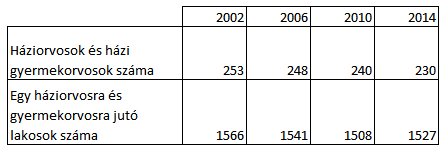 2002 2006 2010 2014
Háziorvosok és házi
gyermekorvosok száma 253 248 240 230
Egy háziorvosra és
gyermekorvosra jutó
lakosok száma 1566 1541 1508 1527